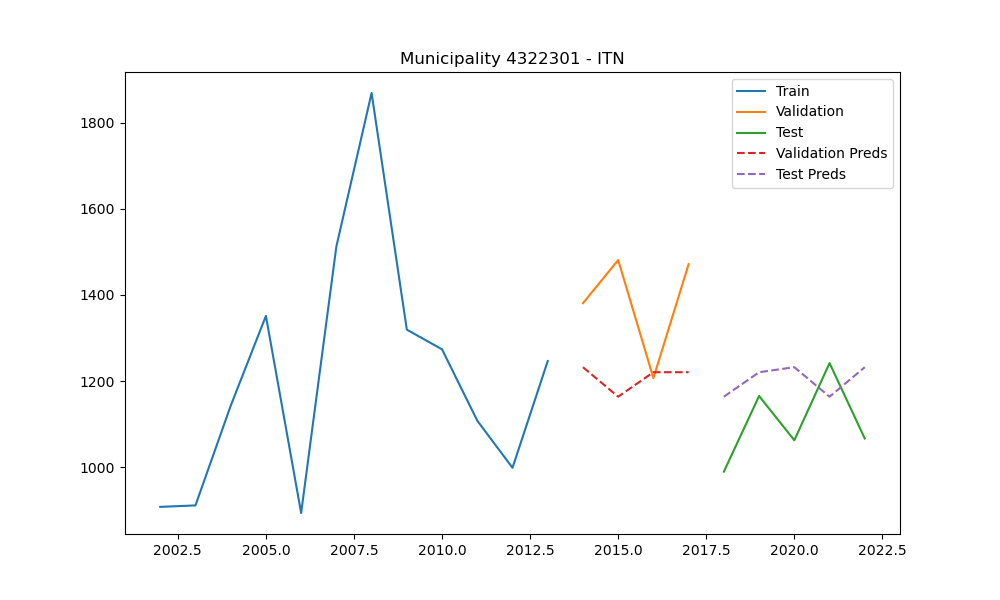 Municipality 4322301 - ITN
Train
Validation
Test
Validation Preds
Test Preds
1800
1600
1400
1200
1000
2002.5 2005.0 2007.5 2010.0 2012.5 2015.0 2017.5 2020.0 2022.5